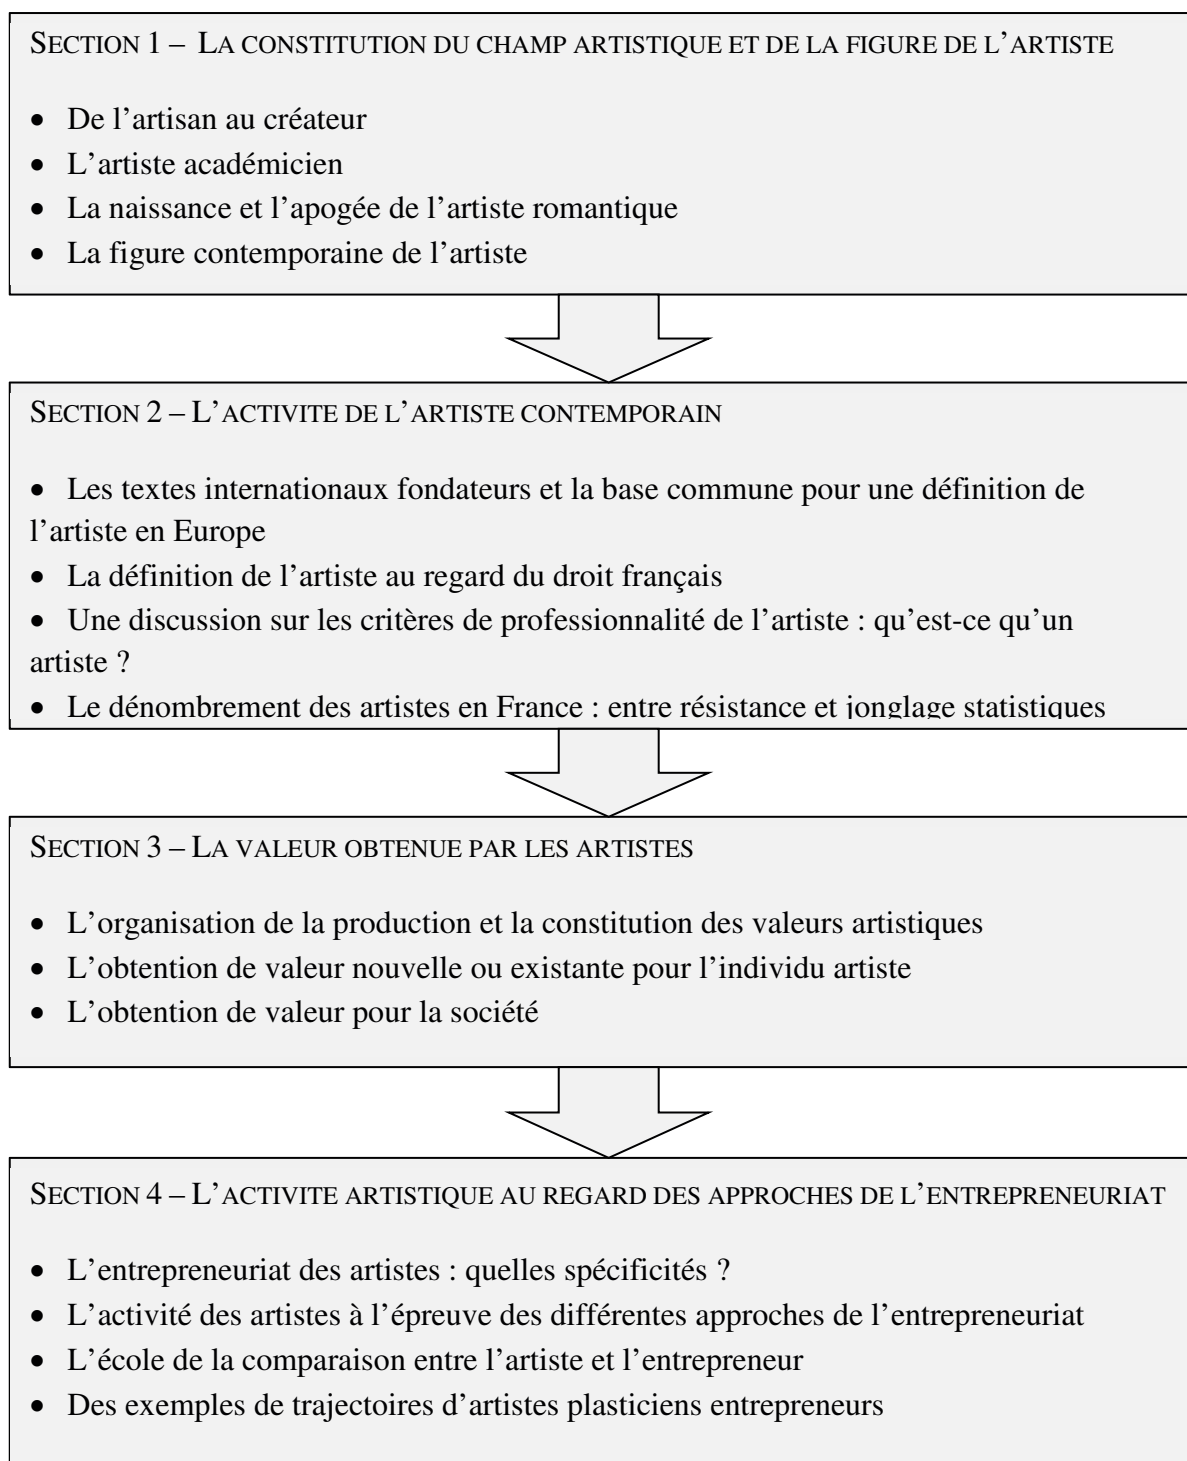 SECTION 1 – LA CONSTITUTION DU CHAMP ARTISTIQUE ET DE LA FIGURE DE L’ARTISTE
• De l’artisan au créateur
• L’artiste académicien
• La naissance et l’apogée de l’artiste romantique
• La figure contemporaine de l’artiste
SECTION 2 – L’ACTIVITE DE L’ARTISTE CONTEMPORAIN
• Les textes internationaux fondateurs et la base commune pour une définition de
l’artiste en Europe
• La définition de l’artiste au regard du droit français
• Une discussion sur les critères de professionnalité de l’artiste : qu’est-ce qu’un
artiste ?
• Le dénombrement des artistes en France : entre résistance et jonglage statistiques
SECTION 3 – LA VALEUR OBTENUE PAR LES ARTISTES
• L’organisation de la production et la constitution des valeurs artistiques
• L’obtention de valeur nouvelle ou existante pour l’individu artiste
• L’obtention de valeur pour la société
SECTION 4 – L’ACTIVITE ARTISTIQUE AU REGARD DES APPROCHES DE L’ENTREPRENEURIAT
• L’entrepreneuriat des artistes : quelles spécificités ?
• L’activité des artistes à l’épreuve des différentes approches de l’entrepreneuriat
• L’école de la comparaison entre l’artiste et l’entrepreneur
• Des exemples de trajectoires d’artistes plasticiens entrepreneurs